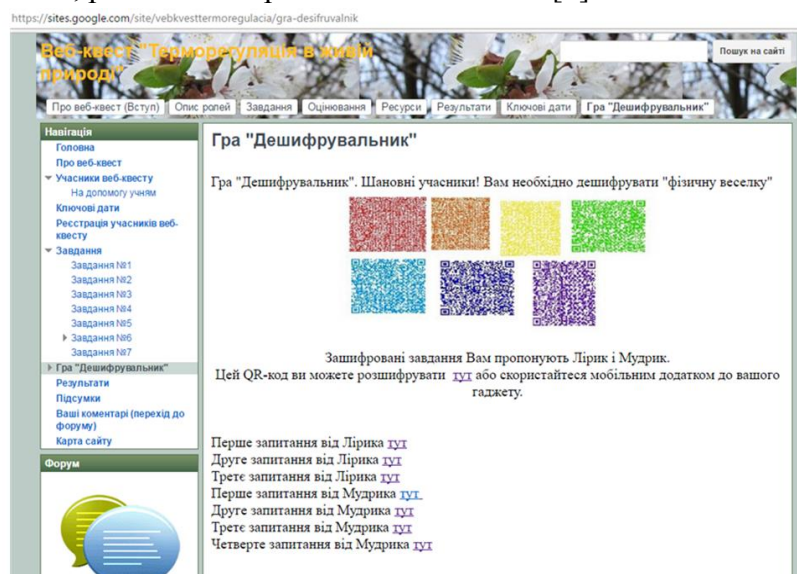 https://sites.google.com/site/vebkvesttermoregulacia/gra-desifruvalnik
Веб-квест "Терморегуляція в живій
природі"
Пошук на сайті
Про веб-квест (Вступ) Опис ролей Завдання Оцінювання Ресурси Результати Ключові дати Гра "Дешифрувальник"
Навігація
Головна
Про веб-квест
Учасники веб-квесту
На допомогу учням
Ключові дати
Реєстрація учасників веб-
квесту
Завдання
Завдання №1
Завдання №2
Завдання №3
Завдання №4
Завдання №5
Завдання №6
Завдання №7
Гра "Дешифрувальник"
Результати
Підсумки
Ваші коментарі (перехід до
форуму)
Карта сайту
Форум
Гра "Дешифрувальник"
Гра "Дешифрувальник". Шановні учасники! Вам необхідно дешифрувати "фізичну веселку"
Зашифровані завдання Вам пропонують Лірик і Мудрик.
Цей QR-код ви можете розшифрувати тут або скористайтеся мобільним додатком до вашого
гаджету.
Перше запитання від Лірика тут
Друге запитання від Лірика тут
Третє запитання від Лірика тут
Перше запитання від Мудрика тут
Друге запитання від Мудрика тут
Третє запитання від Мудрика тут
Четверте запитання від Мудрика тут